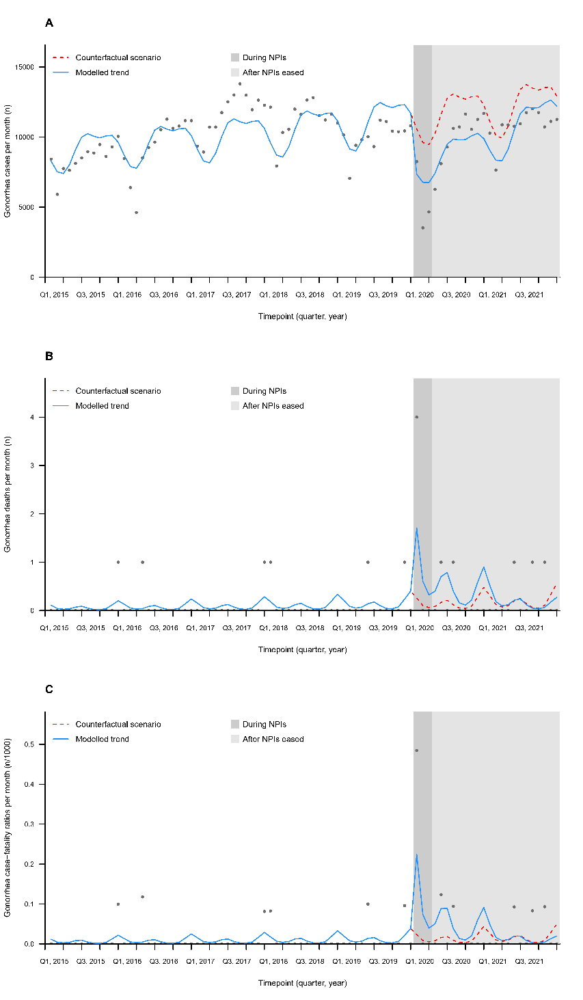 A
Counterfactual scenario
During NPIs
Modelled trend
After NPIs eased
15000
10000
5000
0
Gonorrhea cases per month (n)
Q1, 2015 Q3, 2015 Q1, 2016 Q3, 2016 Q1, 2017 Q3, 2017 Q1, 2018 Q3, 2018 Q1, 2019 Q3, 2019 Q1, 2020 Q3, 2020 Q1, 2021 Q3, 2021
Timepoint (quarter, year)
B
Counterfactual scenario
During NPIs
Modelled trend
After NPIs eased
4
3
2
1
0
Gonorrhea deaths per month (n)
Q1, 2015 Q3, 2015 Q1, 2016 Q3, 2016 Q1, 2017 Q3, 2017 Q1, 2018 Q3, 2018 Q1, 2019 Q3, 2019 Q1, 2020 Q3, 2020 Q1, 2021 Q3, 2021
Timepoint (quarter, year)
C
Counterfactual scenario
During NPIs
Modelled trend
After NPIs eased
0.5
0.4
0.3
0.2
0.1
0.0
Gonorrhea case−fatality ratios per month (n/1000)
Q1, 2015 Q3, 2015 Q1, 2016 Q3, 2016 Q1, 2017 Q3, 2017 Q1, 2018 Q3, 2018 Q1, 2019 Q3, 2019 Q1, 2020 Q3, 2020 Q1, 2021 Q3, 2021
Timepoint (quarter, year)